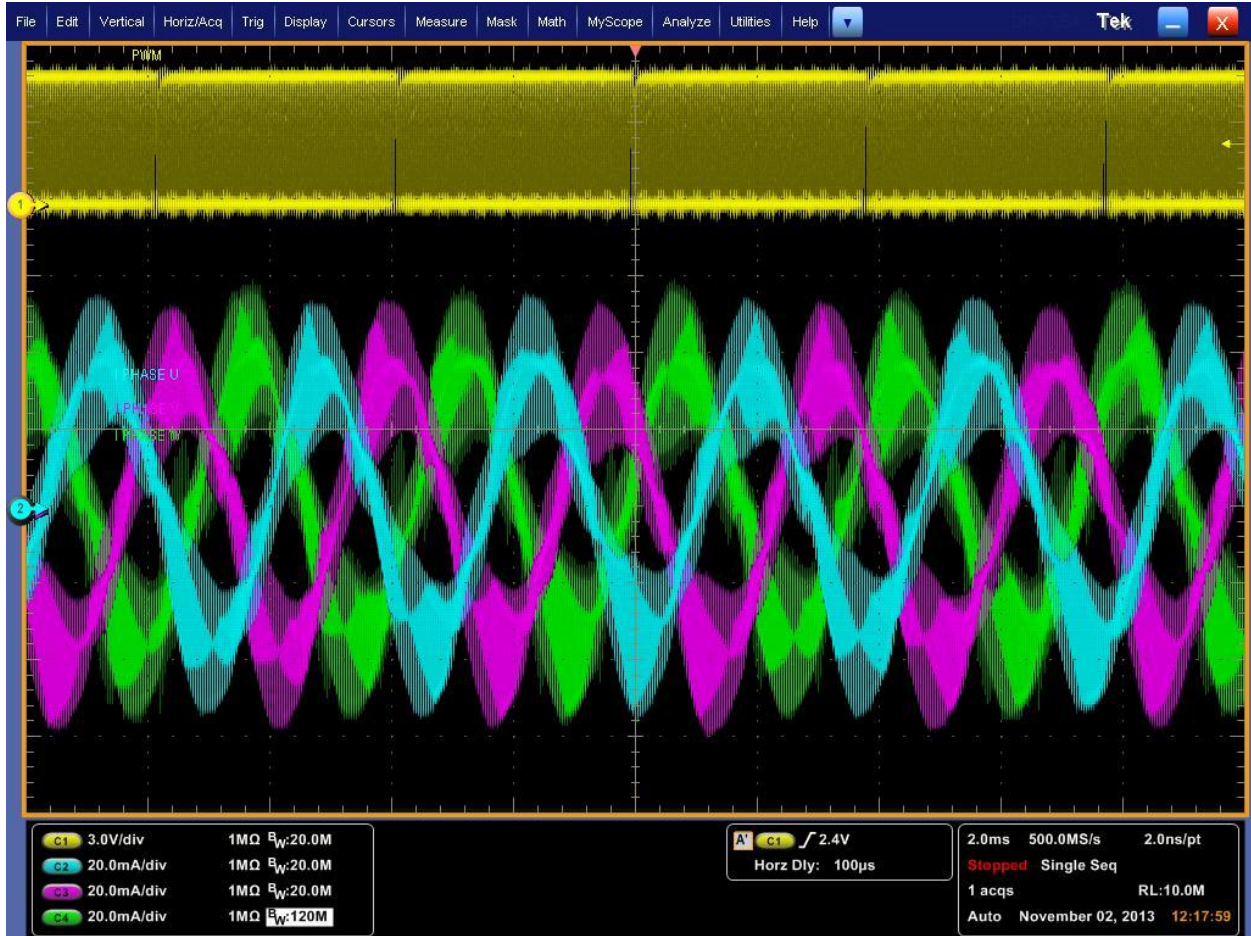 File Edit Vertical Horiz/Acq Trig Display Cursors Measure Mask Math MyScope Analyze Utilities Help Tek X
PWM
1
I PHASE U
I PHASE V
I PHASE W
2
C1 3.0V/div 1MΩ BW:20.0M
C2 20.0mA/div 1MΩ BW:20.0M
C3 20.0mA/div 1MΩ BW:20.0M
C4 20.0mA/div 1MΩ BW:120M
A' C1 2.4V
Horz Dly: 100µs
2.0ms 500.0MS/s 2.0ns/pt
Stopped Single Seq
1 acqs RL:10.0M
Auto November 02, 2013 12:17:59